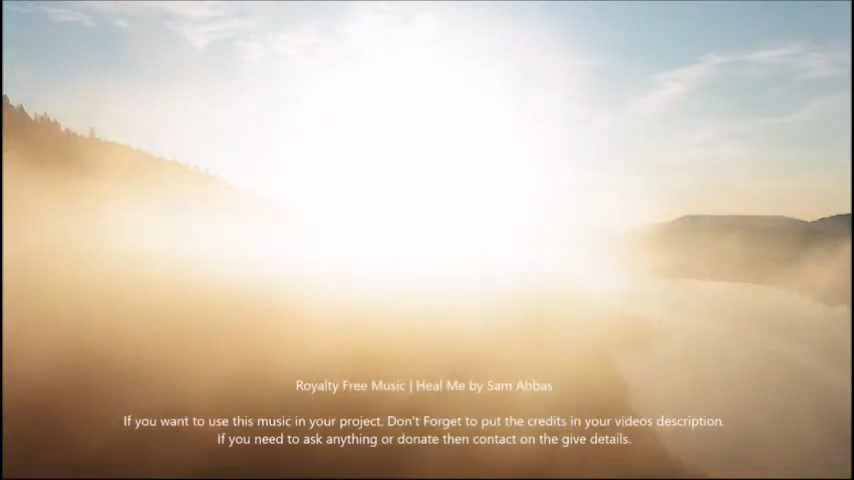 Royalty Free Music | Heal Me by Sam Abbas
If you want to use this music in your project. Don't Forget to put the credits in your videos description.
If you need to ask anything or donate then contact on the give details.